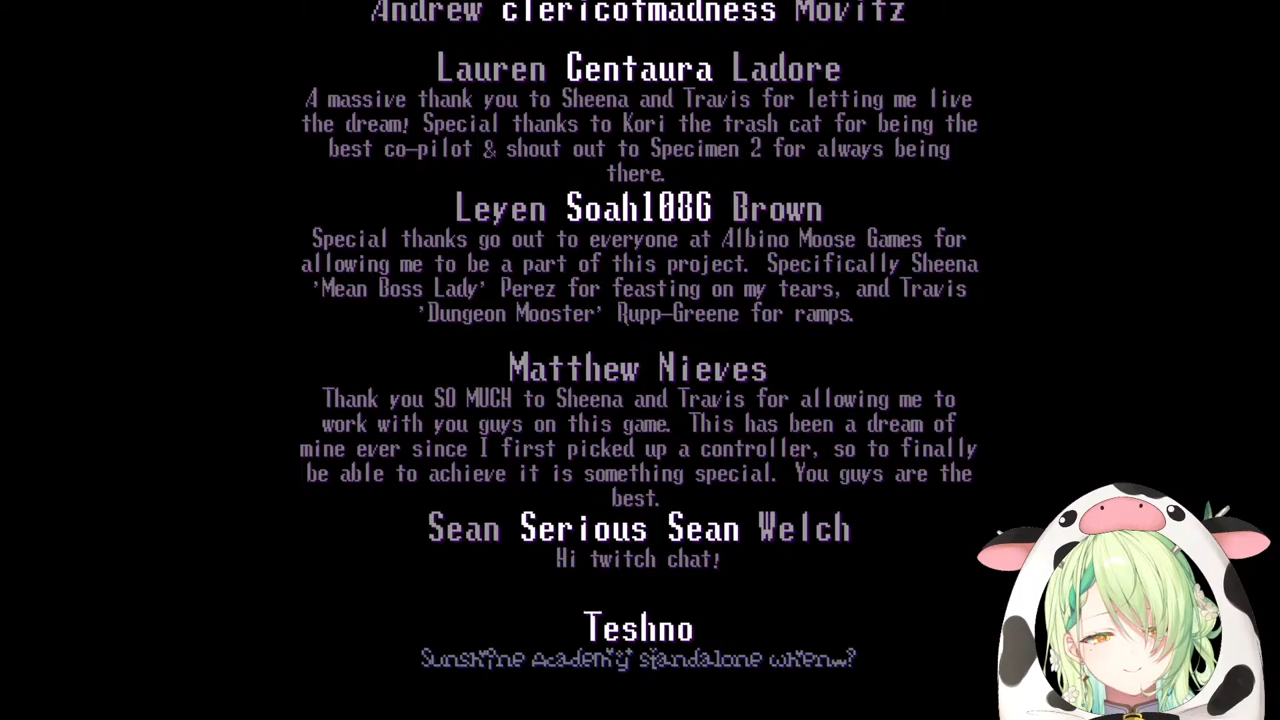 Andrew clericofmadness Movitz
Lauren Centaura Ladore
A massive thank you to Sheena and Travis for letting me live
the dream! Special thanks to Kori the trash cat for being the
best co-pilot & shout out to Specimen 2 for always being
there.
Leyen Soah1086 Brown
Special thanks go out to everyone at Albino Moose Games for
allowing me to be a part of this project. Specifically Sheena
'Mean Boss Lady' Perez for feasting on my tears, and Travis
'Dungeon Mooster' Rupp-Greene for ramps.
Matthew Nieves
Thank you SO MUCH to Sheena and Travis for allowing me to
work with you guys on this game. This has been a dream of
mine ever since I first picked up a controller, so to finally
be able to achieve it is something special. You guys are the
best.
Sean Serious Sean Welch
Hi twitch chat!
Teshno
Sunshine Academy standalone when?